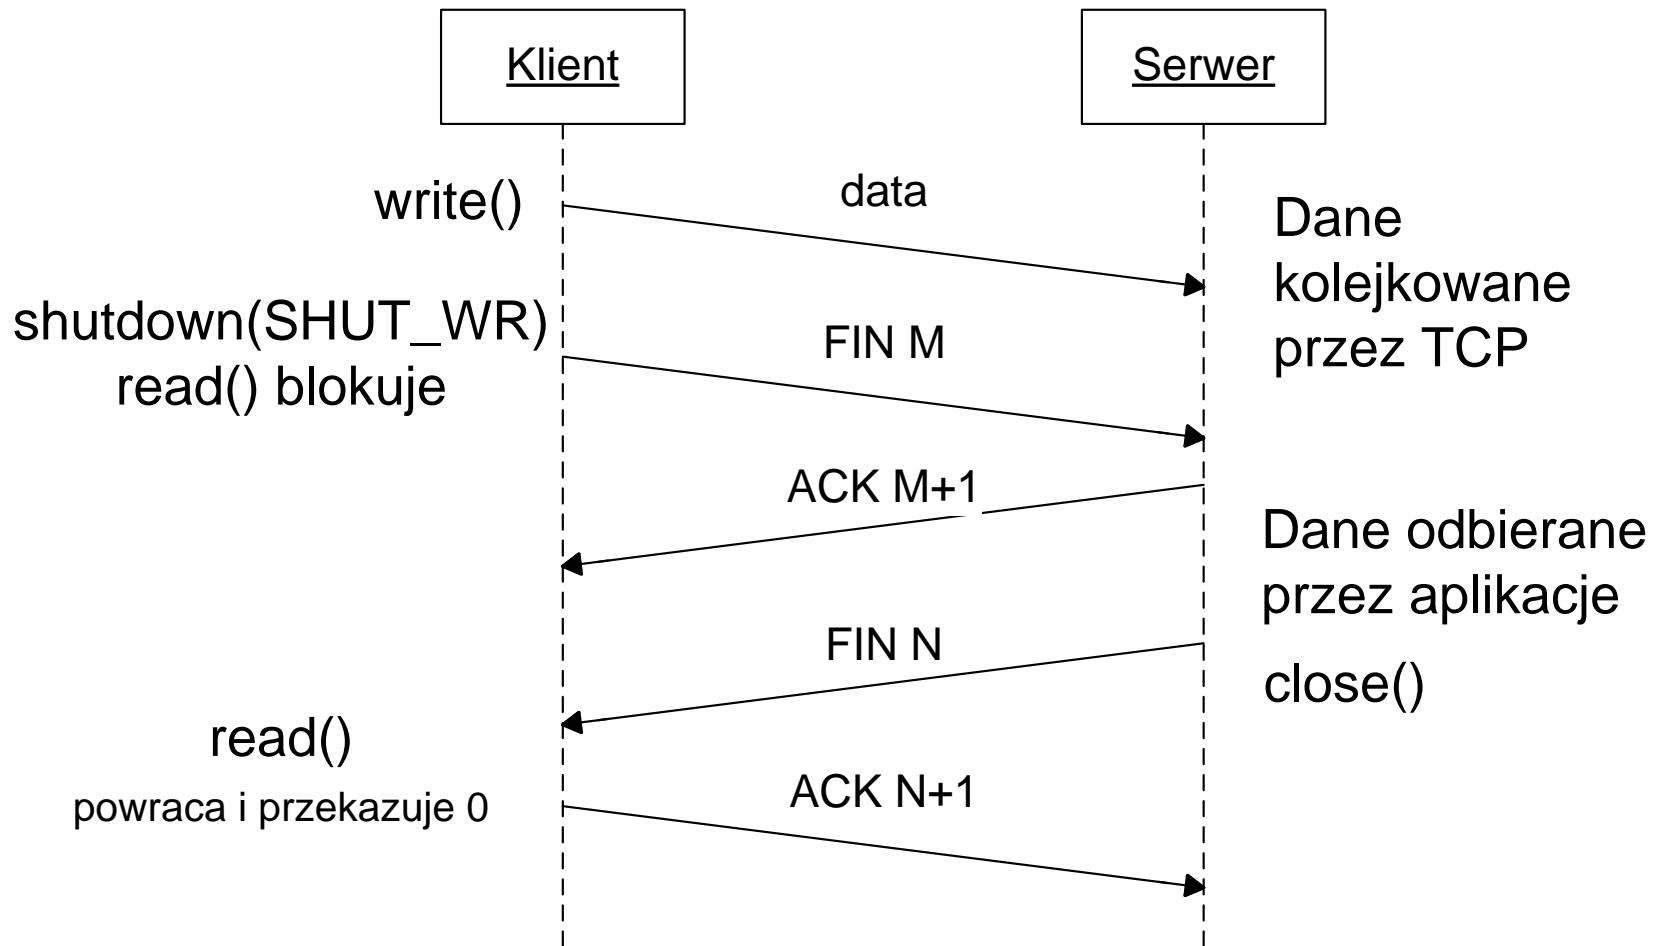 Klient
Serwer
write()
data
Dane
kolejkowane
przez TCP
shutdown(SHUT_WR)
read() blokuje
FIN M
ACK M+1
Dane odbierane
przez aplikacje
FIN N
close()
read()
powraca i przekazuje 0
ACK N+1